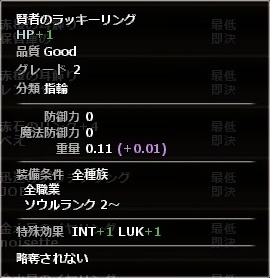 賢者のラッキーリング
HP+1
品質 Good
グレード 2
分類 指輪
防御力 0
魔法防御力 0
重量 0.11 (+0.01)
装備条件 全種族
全職業
ソウルランク 2～
特殊効果 INT+1 LUK+1
略奪されない